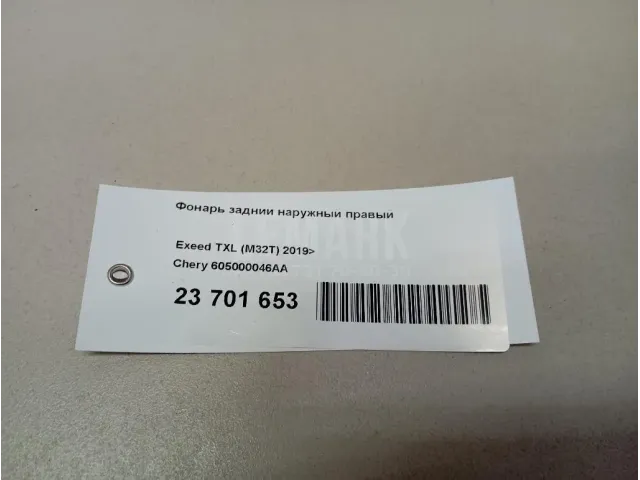 Фонарь задний наружный правый
Exeed TXL (M32T) 2019>
Chery 605000046AA
23 701 653